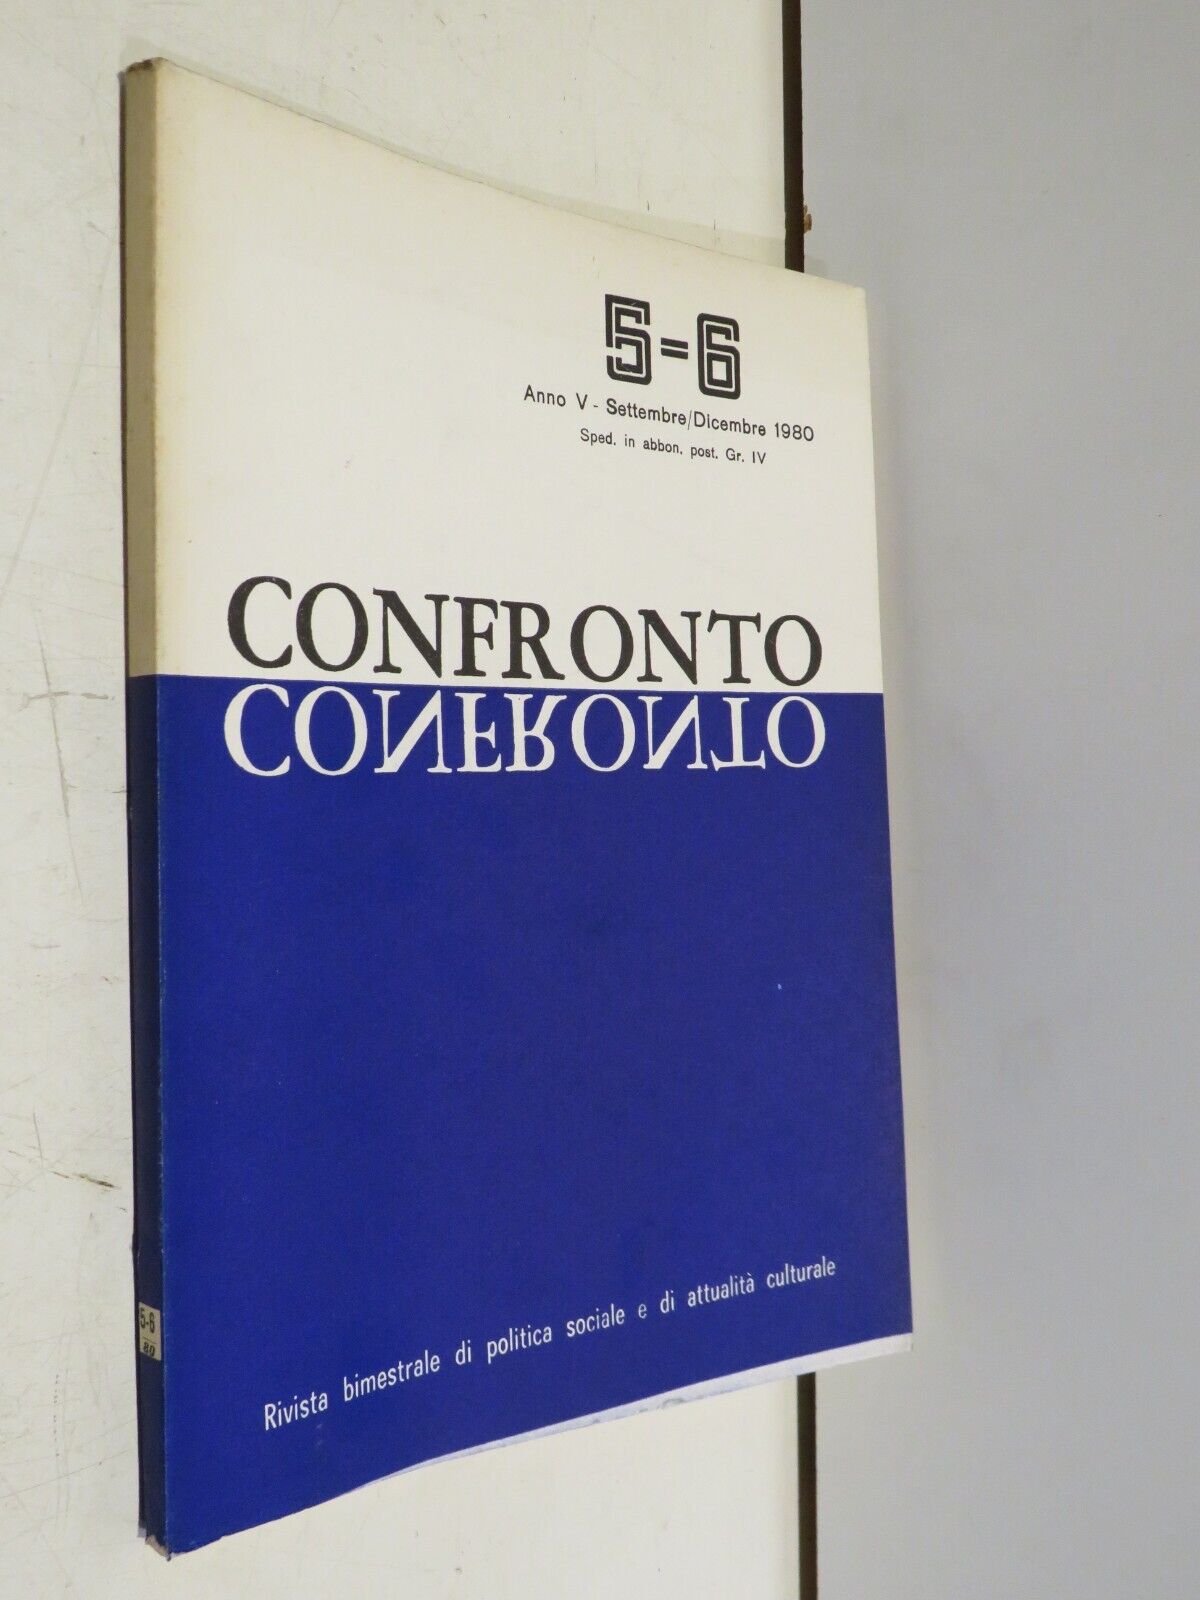 5=6
Anno V - Settembre/Dicembre 1980
Sped. in abbon. post. Gr. IV
CONFRONTO
CONFRONTO
Rivista bimestrale di politica sociale e di attualità culturale
5-6
80